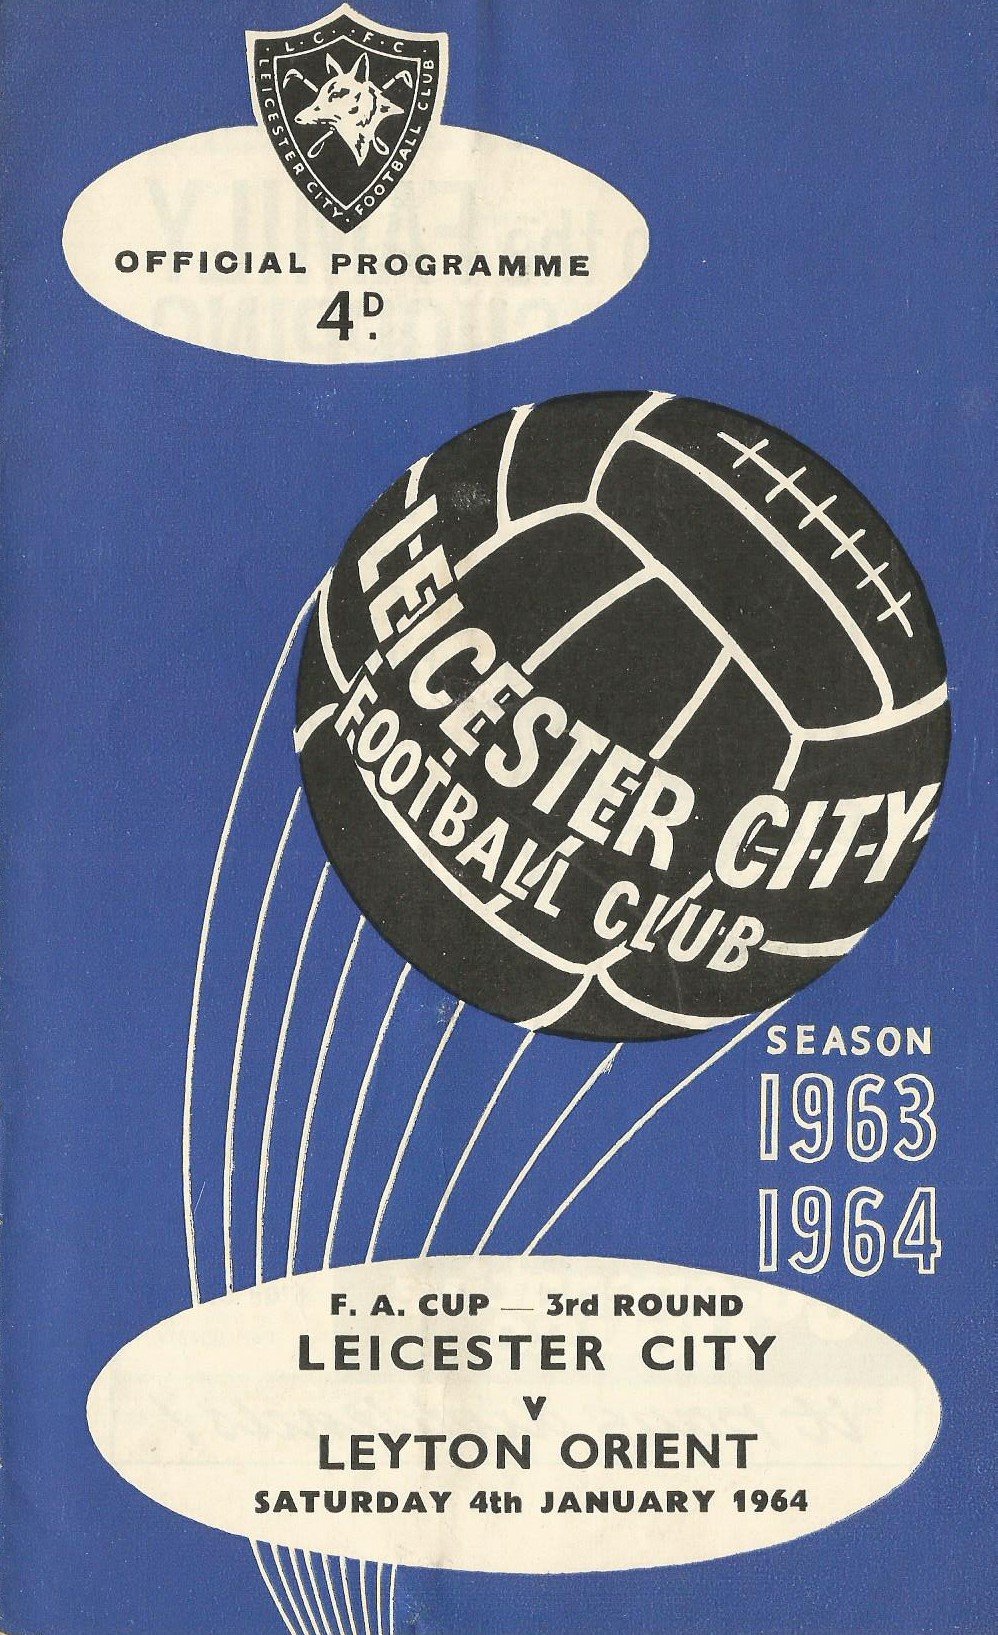 L·C·F·C·
LEICESTER CITY·FOOTBALL CLUB·
OFFICIAL PROGRAMME
4D.
LEICESTER CITY
FOOTBALL CLUB
SEASON
1963
1964
F. A. CUP — 3rd ROUND
LEICESTER CITY
v
LEYTON ORIENT
SATURDAY 4th JANUARY 1964